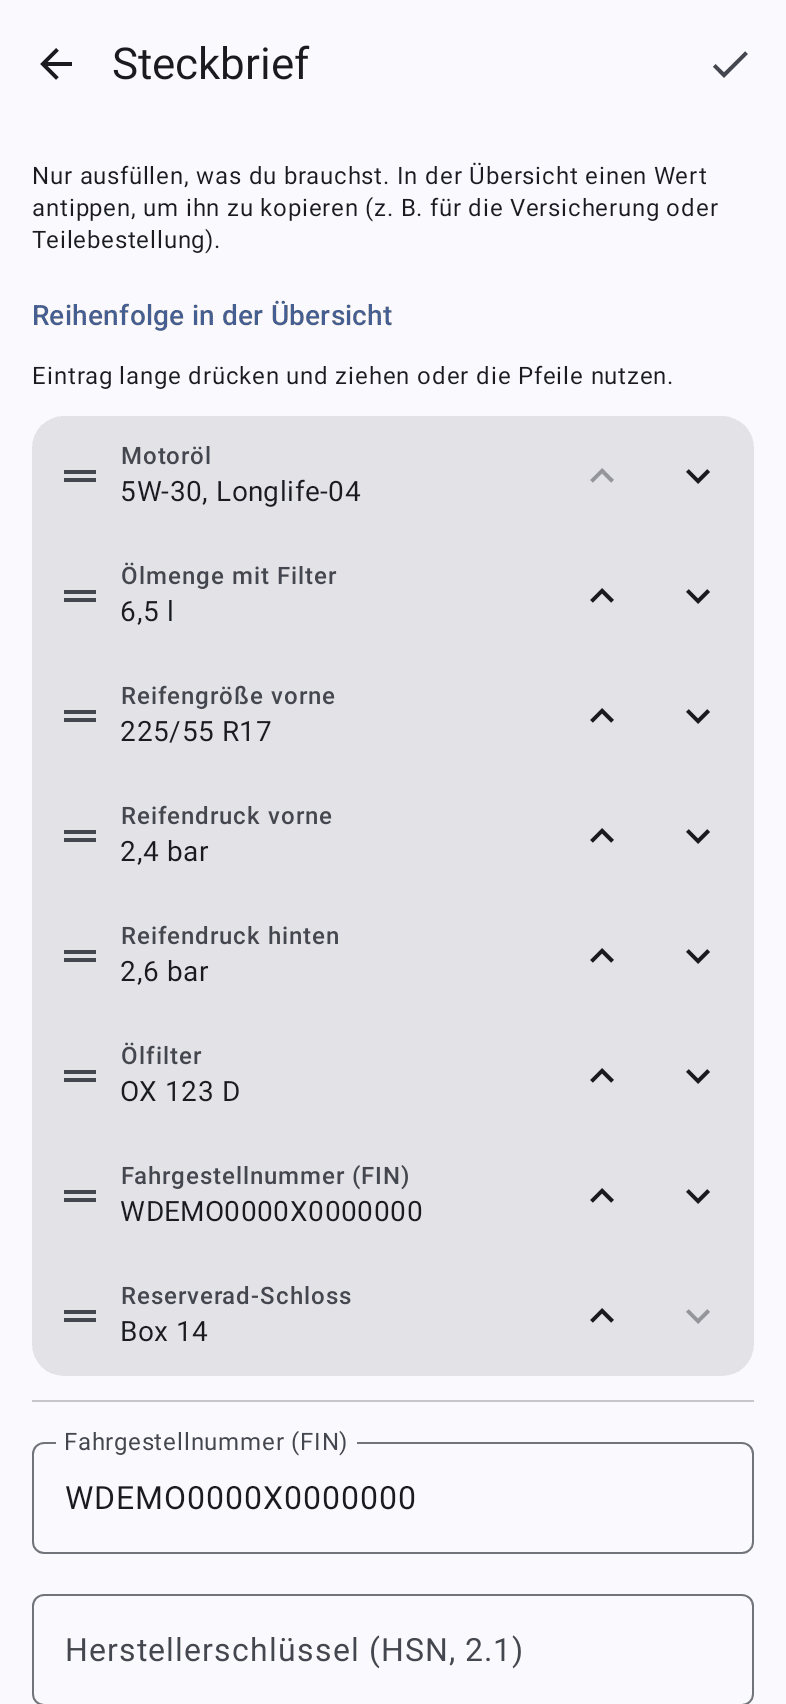 Steckbrief
Nur ausfüllen, was du brauchst. In der Übersicht einen Wert
antippen, um ihn zu kopieren (z. B. für die Versicherung oder
Teilebestellung).
Reihenfolge in der Übersicht
Eintrag lange drücken und ziehen oder die Pfeile nutzen.
Motoröl
5W-30, Longlife-04
Ölmenge mit Filter
6,5 l
Reifengröße vorne
225/55 R17
Reifendruck vorne
2,4 bar
Reifendruck hinten
2,6 bar
Ölfilter
OX 123 D
Fahrgestellnummer (FIN)
WDEMO0000X0000000
Reserverad-Schloss
Box 14
Fahrgestellnummer (FIN)
WDEMO0000X0000000
Herstellerschlüssel (HSN, 2.1)